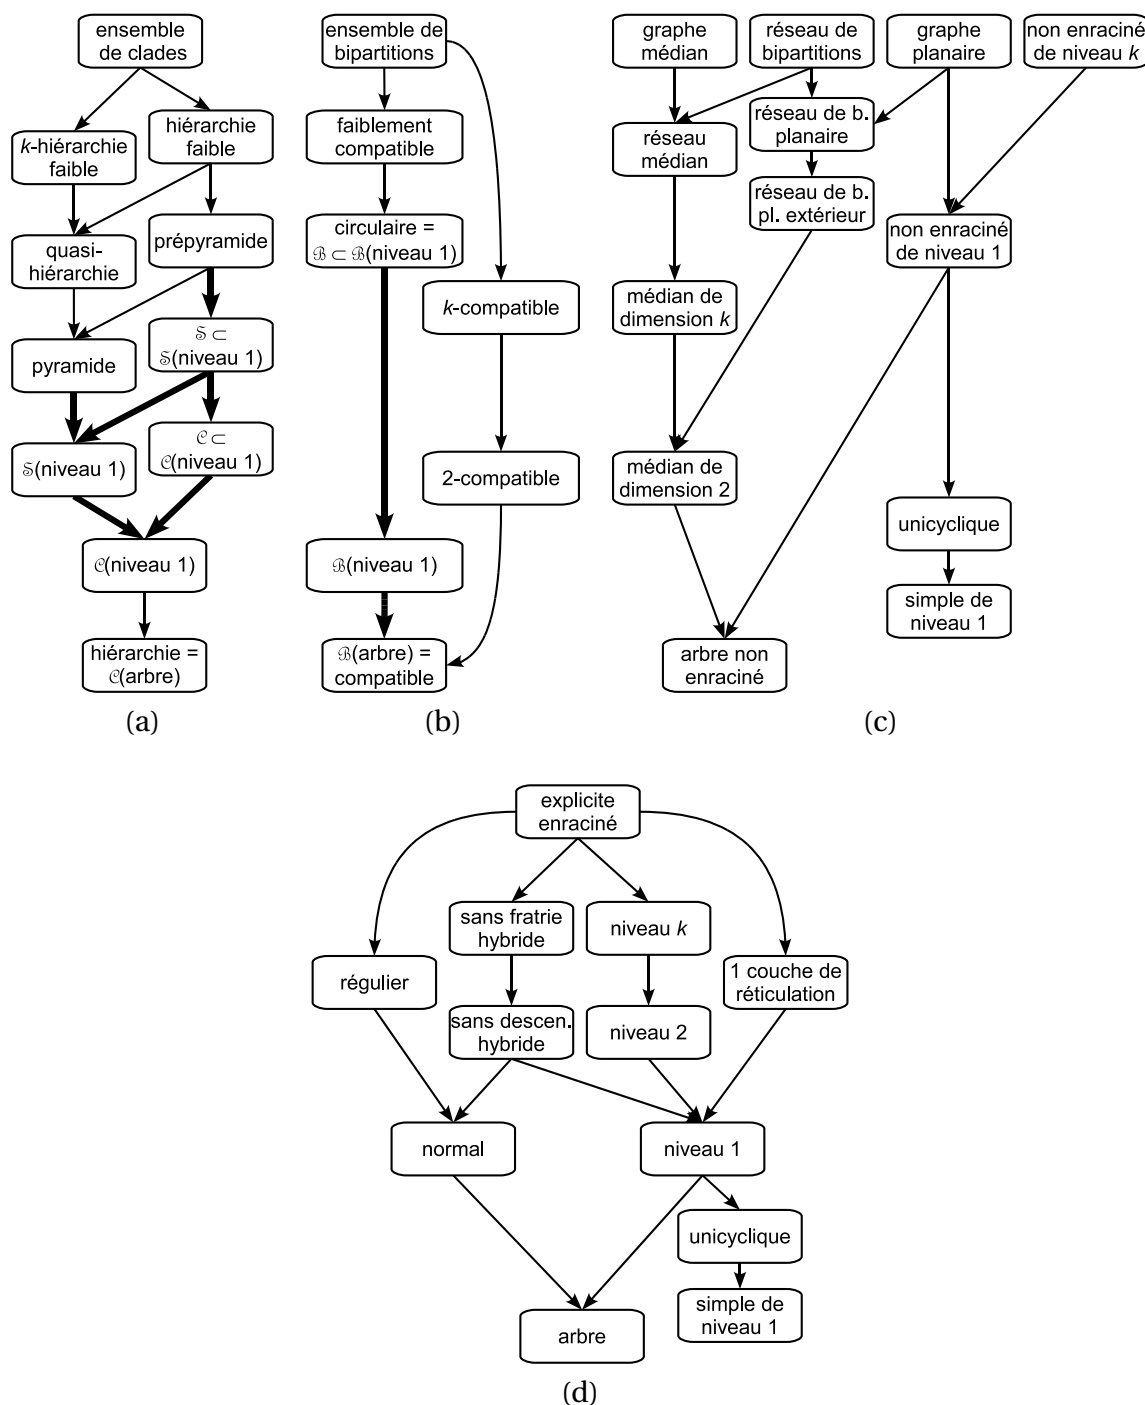 ensemble
de clades
k-hiérarchie
faible
hiérarchie
faible
quasi-
hiérarchie
prépyramide
pyramide
𝒮 ⊂
𝒮(niveau 1)
𝒮(niveau 1)
𝒞 ⊂
𝒞(niveau 1)
𝒞(niveau 1)
hiérarchie =
𝒞(arbre)
(a)
ensemble de
bipartitions
faiblement
compatible
circulaire =
ℬ ⊂ ℬ(niveau 1)
k-compatible
2-compatible
ℬ(niveau 1)
ℬ(arbre) =
compatible
(b)
graphe
médian
réseau de
bipartitions
graphe
planaire
non enraciné
de niveau k
réseau
médian
réseau de b.
planaire
réseau de b.
pl. extérieur
non enraciné
de niveau 1
médian de
dimension k
médian de
dimension 2
unicyclique
simple de
niveau 1
arbre non
enraciné
(c)
explicite
enraciné
sans fratrie
hybride
niveau k
régulier
1 couche de
réticulation
sans descen.
hybride
niveau 2
normal
niveau 1
unicyclique
simple de
niveau 1
arbre
(d)